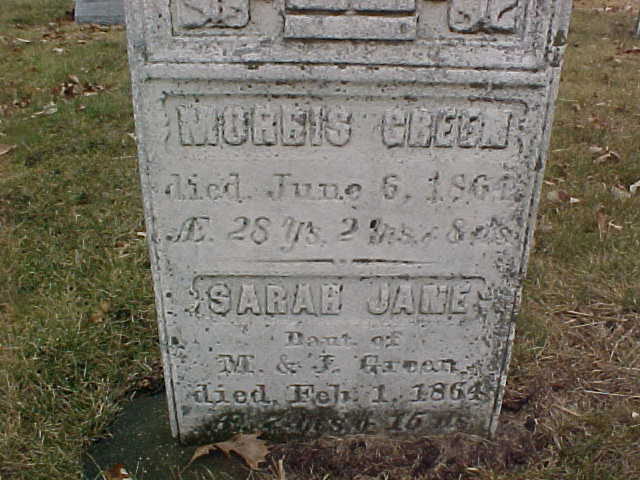 MORRIS GREEN
died June 6, 1864
Æ. 28 ys. 2 ms. & 8 ds.
SARAH JANE
Daut. of
M. & J. Green
died Feb. 1, 1864
15